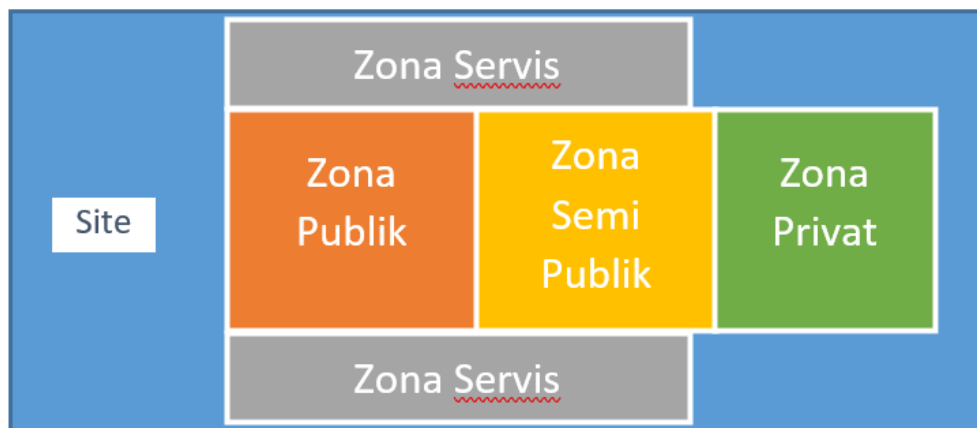 Zona Servis
Site
Zona
Publik
Zona
Semi
Publik
Zona
Privat
Zona Servis